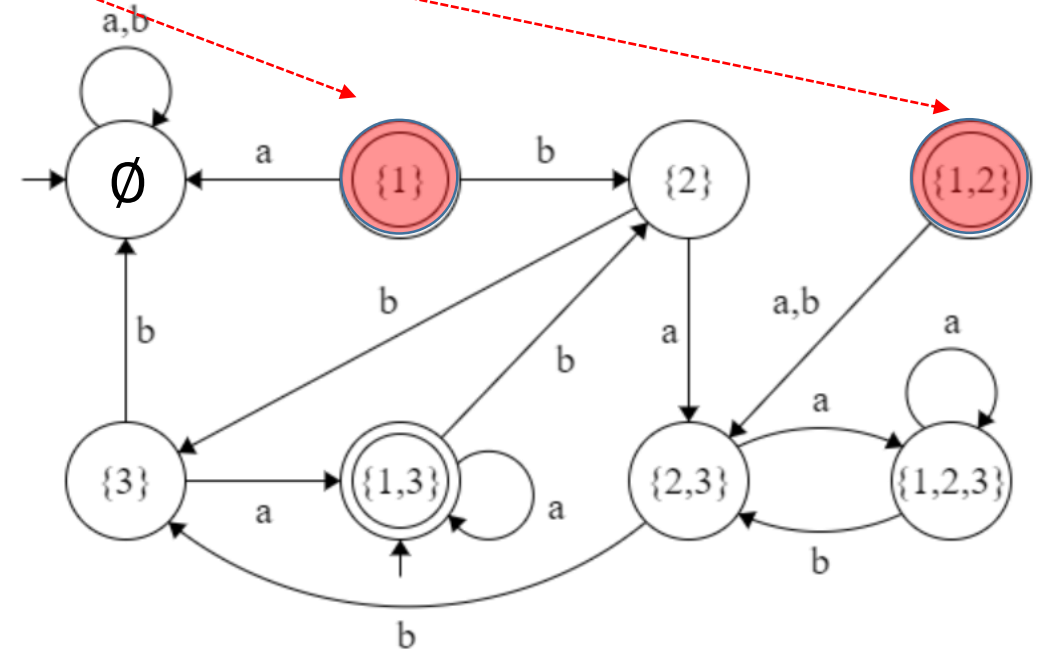 a,b
∅
a
{1}
b
{2}
{1,2}
b
b
b
a
a,b
a
a
{3}
a
{1,3}
a
{2,3}
{1,2,3}
b
b